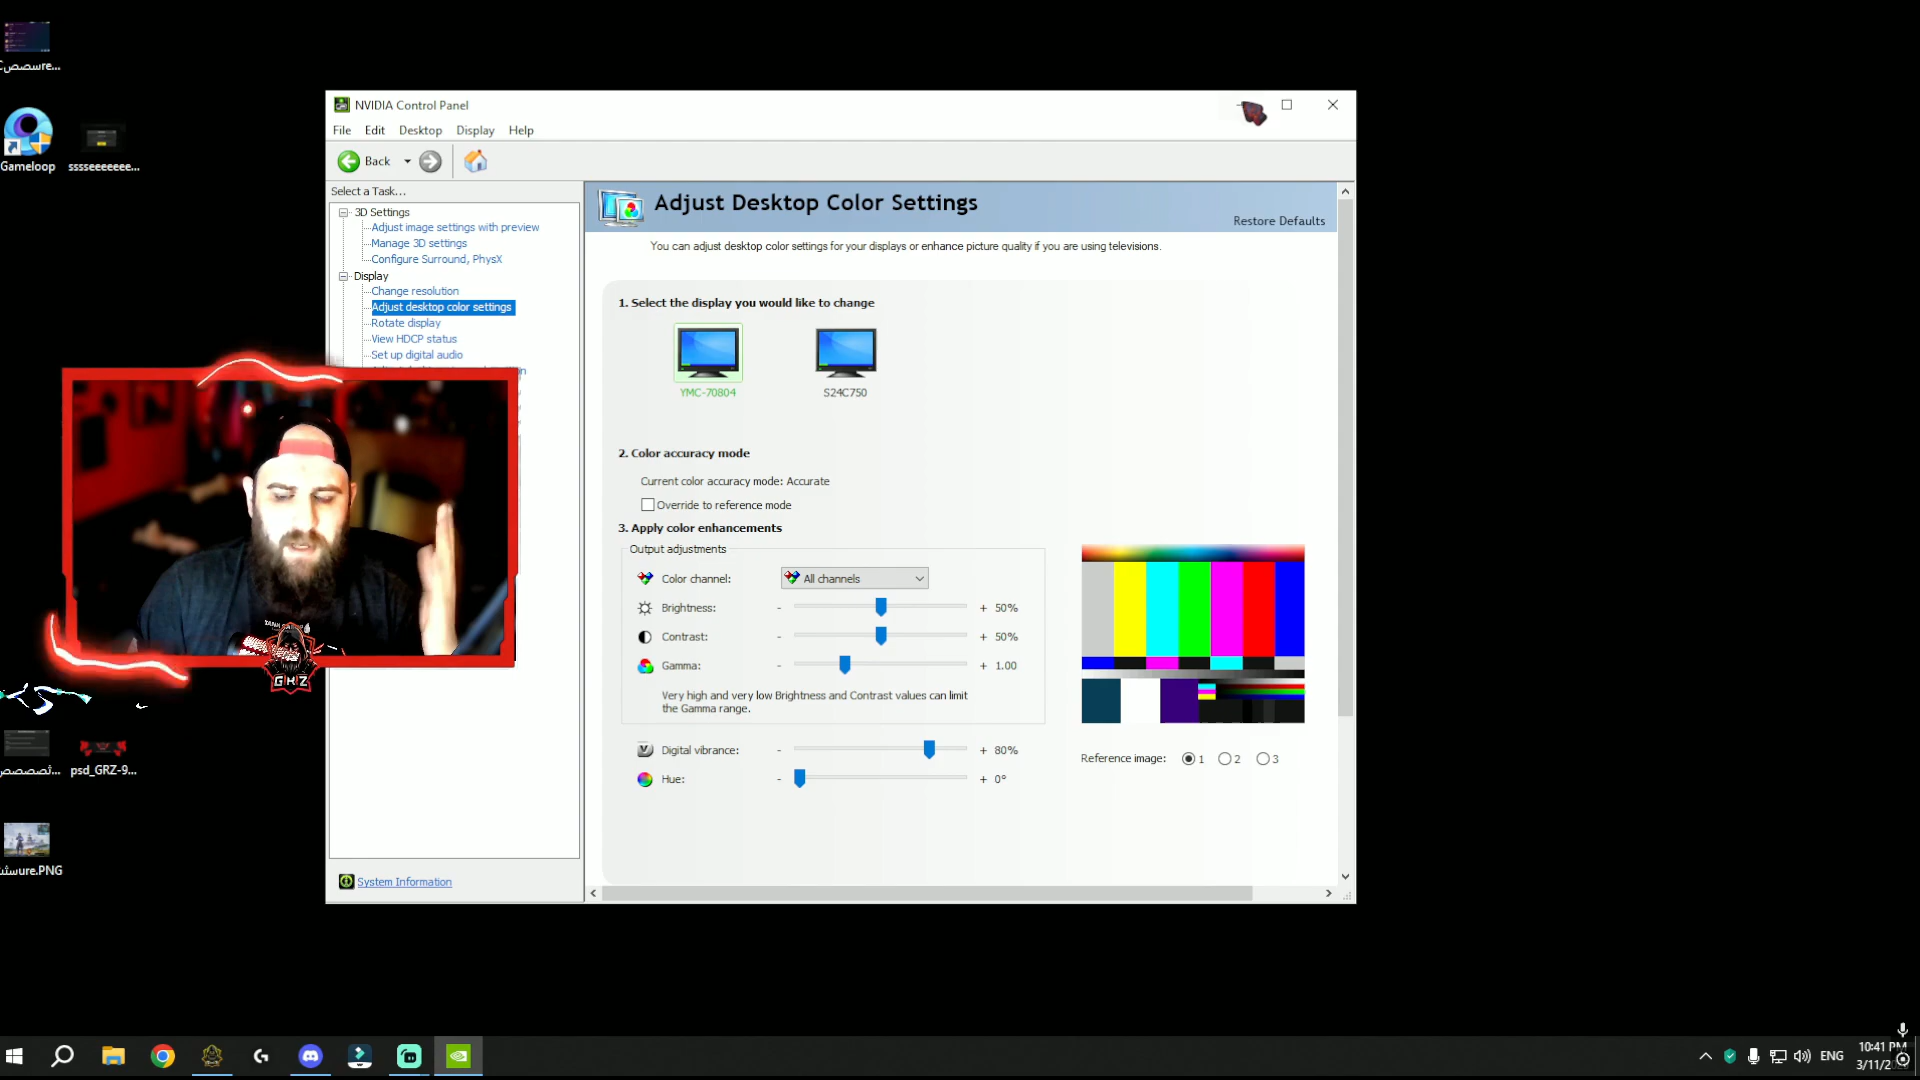 Gameloop
sssseeeeeee...
NVIDIA Control Panel
File Edit Desktop Display Help
Back
Select a Task...
3D Settings
Adjust image settings with preview
Manage 3D settings
Configure Surround, PhysX
Display
Change resolution
Adjust desktop color settings
Rotate display
View HDCP status
Set up digital audio
System Information
Adjust Desktop Color Settings
Restore Defaults
You can adjust desktop color settings for your displays or enhance picture quality if you are using televisions.
1. Select the display you would like to change
YMC-70804
S24C750
2. Color accuracy mode
Current color accuracy mode: Accurate
Override to reference mode
3. Apply color enhancements
Output adjustments
Color channel: All channels
Brightness: - + 50%
Contrast: - + 50%
Gamma: - + 1.00
Very high and very low Brightness and Contrast values can limit
the Gamma range.
Digital vibrance: - + 80%
Hue: - + 0°
Reference image: 1 2 3
GRZ
psd_GRZ-9...
ure.PNG
ENG
10:41 PM
3/11/2